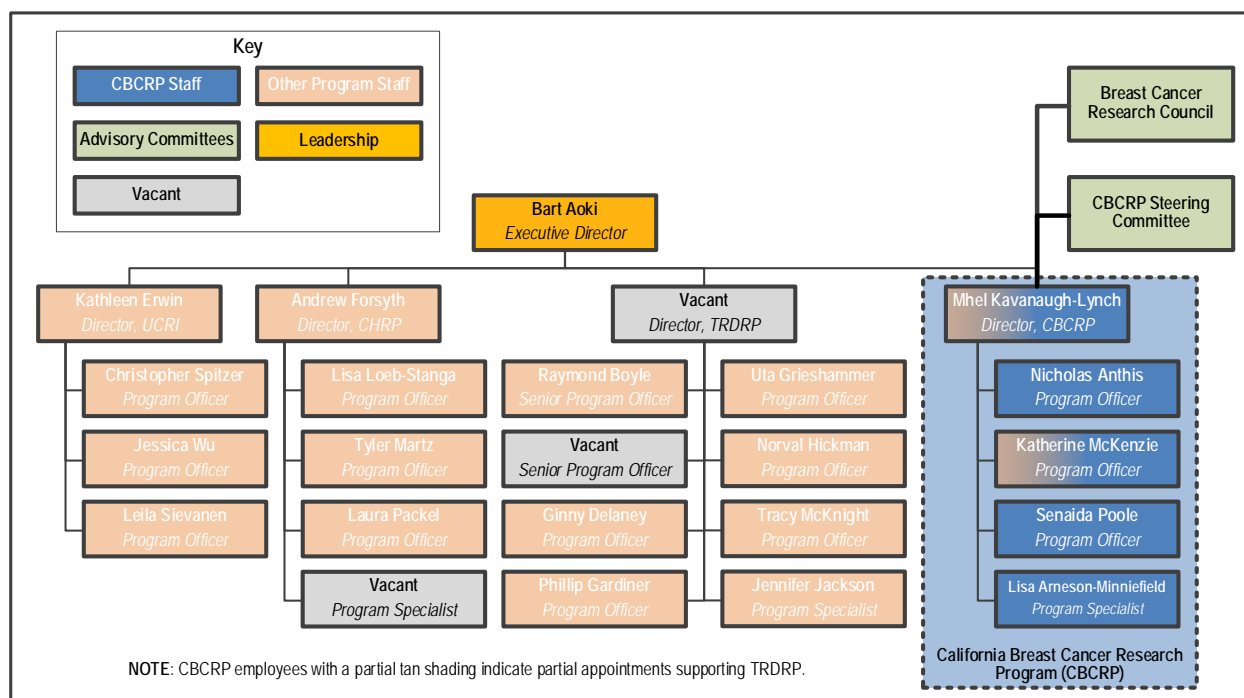 Key
CBCRP Staff
Other Program Staff
Advisory Committees
Leadership
Vacant
Breast Cancer
Research Council
CBCRP Steering
Committee
Bart Aoki
Executive Director
Kathleen Erwin
Director, UCRI
Andrew Forsyth
Director, CHRP
Vacant
Director, TRDRP
Mhel Kavanaugh-Lynch
Director, CBCRP
Christopher Spitzer
Program Officer
Jessica Wu
Program Officer
Leila Sievanen
Program Officer
Lisa Loeb-Stanga
Program Officer
Tyler Martz
Program Officer
Laura Packel
Program Officer
Vacant
Program Specialist
Raymond Boyle
Senior Program Officer
Vacant
Senior Program Officer
Ginny Delaney
Program Officer
Phillip Gardiner
Program Officer
Uta Grieshammer
Program Officer
Norval Hickman
Program Officer
Tracy McKnight
Program Officer
Jennifer Jackson
Program Specialist
Nicholas Anthis
Program Officer
Katherine McKenzie
Program Officer
Senaida Poole
Program Officer
Lisa Arneson-Minniefield
Program Specialist
California Breast Cancer Research
Program (CBCRP)
NOTE: CBCRP employees with a partial tan shading indicate partial appointments supporting TRDRP.